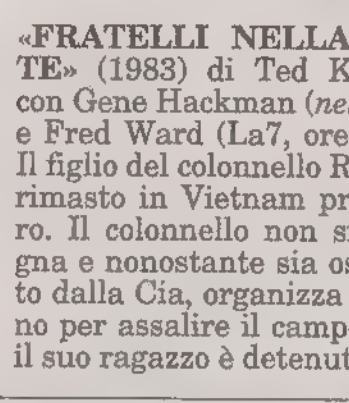 «FRATELLI NELLA
TE» (1983) di Ted K
con Gene Hackman (ne
e Fred Ward (La7, ore
Il figlio del colonnello R
rimasto in Vietnam pr
ro. Il colonnello non s
gna e nonostante sia os
to dalla Cia, organizza
no per assalire il camp
il suo ragazzo è detenut